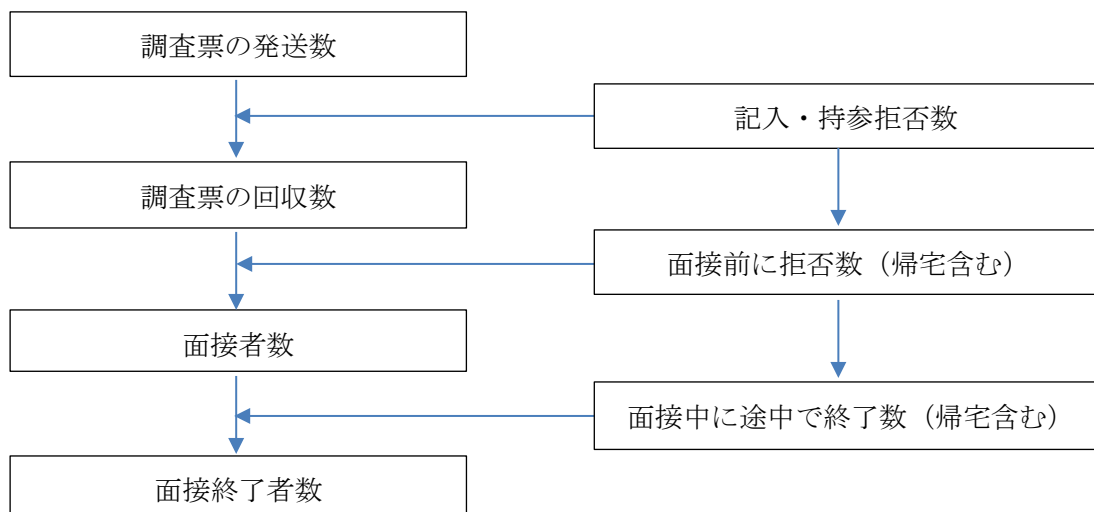 調査票の発送数
記入・持参拒否数
調査票の回収数
面接前に拒否数（帰宅含む）
面接者数
面接中に途中で終了数（帰宅含む）
面接終了者数